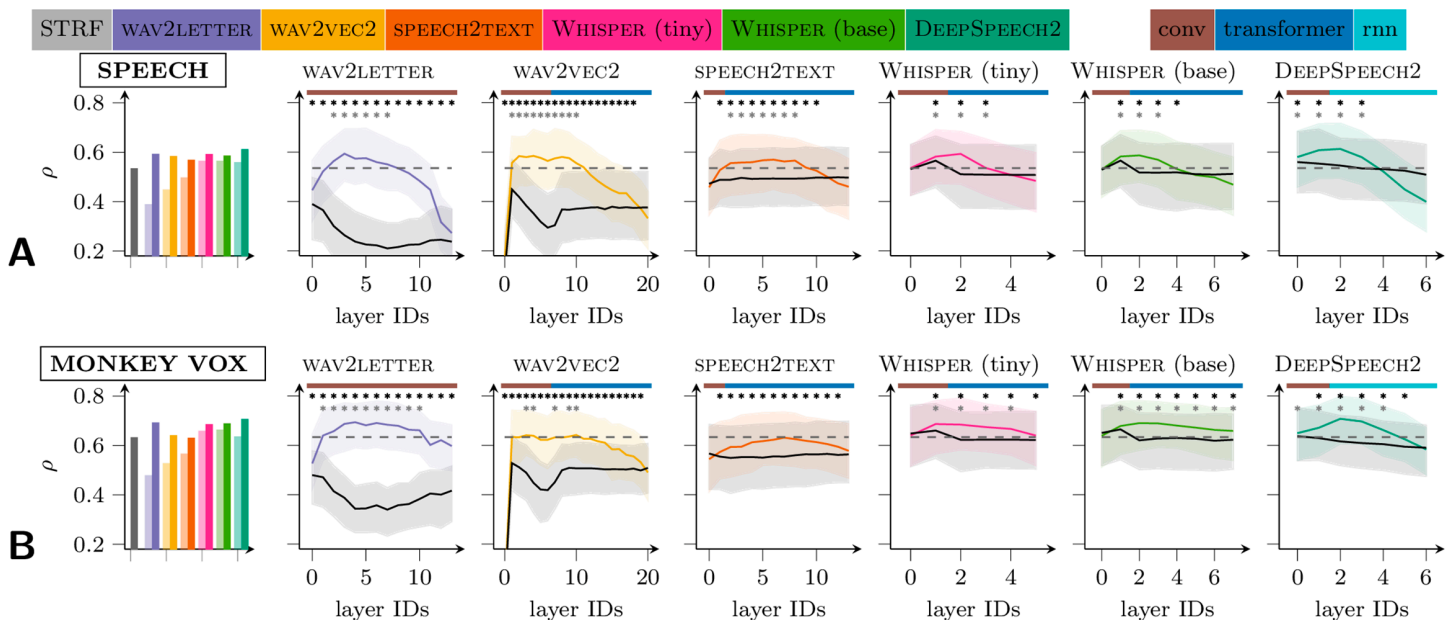 STRF WAV2LETTER WAV2VEC2 SPEECH2TEXT WHISPER (tiny) WHISPER (base) DEEPSPEECH2 conv transformer rnn
SPEECH WAV2LETTER WAV2VEC2 SPEECH2TEXT WHISPER (tiny) WHISPER (base) DEEPSPEECH2
0.8
* * * * * * * * * * * * * * * * * * * * * * * * * * * * * * * * * * * * * * * * * * * * * * * * * * *
0.6
ρ
0.4
A
0.2
0 5 10 0 10 20 0 5 10 0 2 4 0 2 4 6 0 2 4 6
layer IDs layer IDs layer IDs layer IDs layer IDs layer IDs
MONKEY VOX WAV2LETTER WAV2VEC2 SPEECH2TEXT WHISPER (tiny) WHISPER (base) DEEPSPEECH2
0.8
0.6
ρ
0.4
B
0.2
0 5 10 0 10 20 0 5 10 0 2 4 0 2 4 6 0 2 4 6
layer IDs layer IDs layer IDs layer IDs layer IDs layer IDs